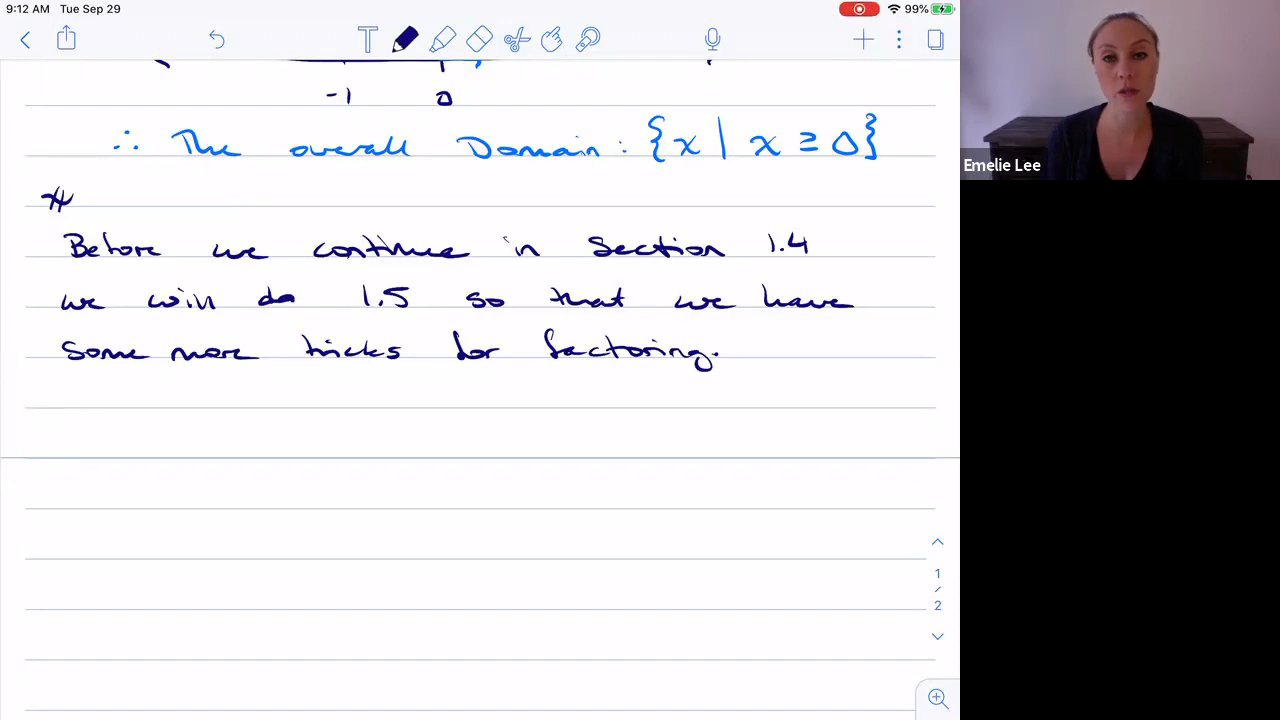 9:12 AM Tue Sep 29
99%
-1 0
∴ The overall Domain: {x | x ≥ 0}
*
Before we continue in Section 1.4
we will do 1.5 so that we have
some more tricks for factoring.
Emelie Lee
1
/
2